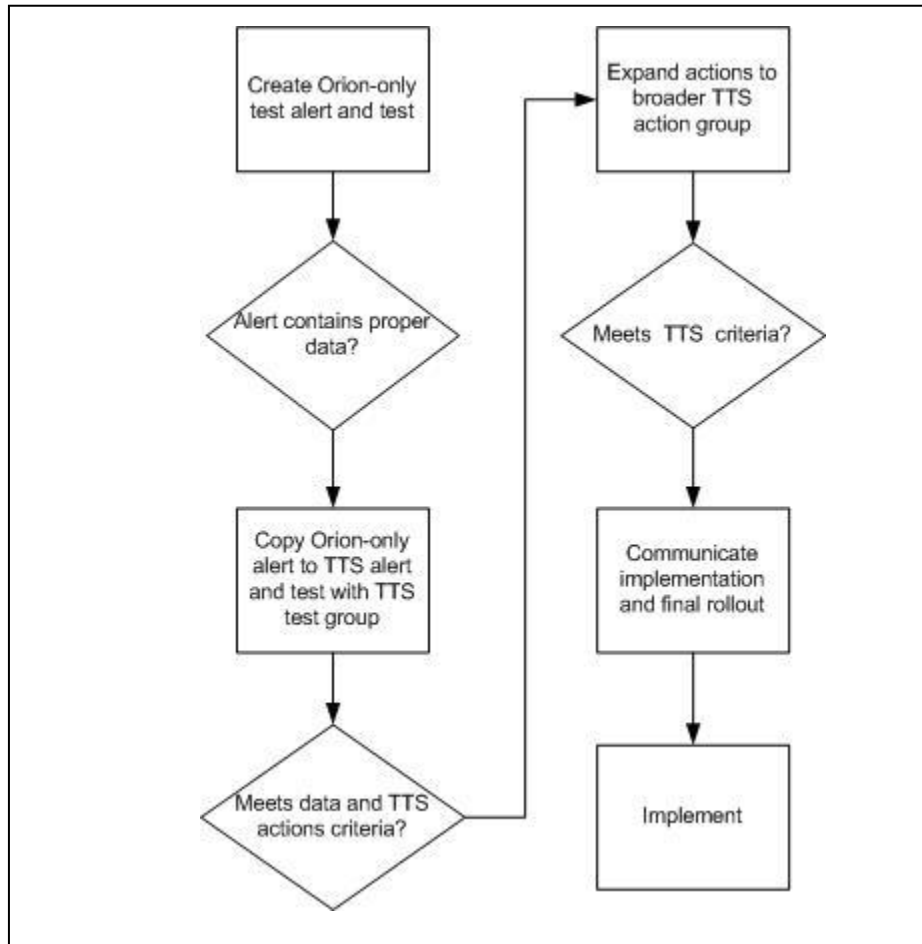 Create Orion-only
test alert and test
Alert contains proper
data?
Copy Orion-only
alert to TTS alert
and test with TTS
test group
Meets data and TTS
actions criteria?
Expand actions to
broader TTS
action group
Meets TTS criteria?
Communicate
implementation
and final rollout
Implement